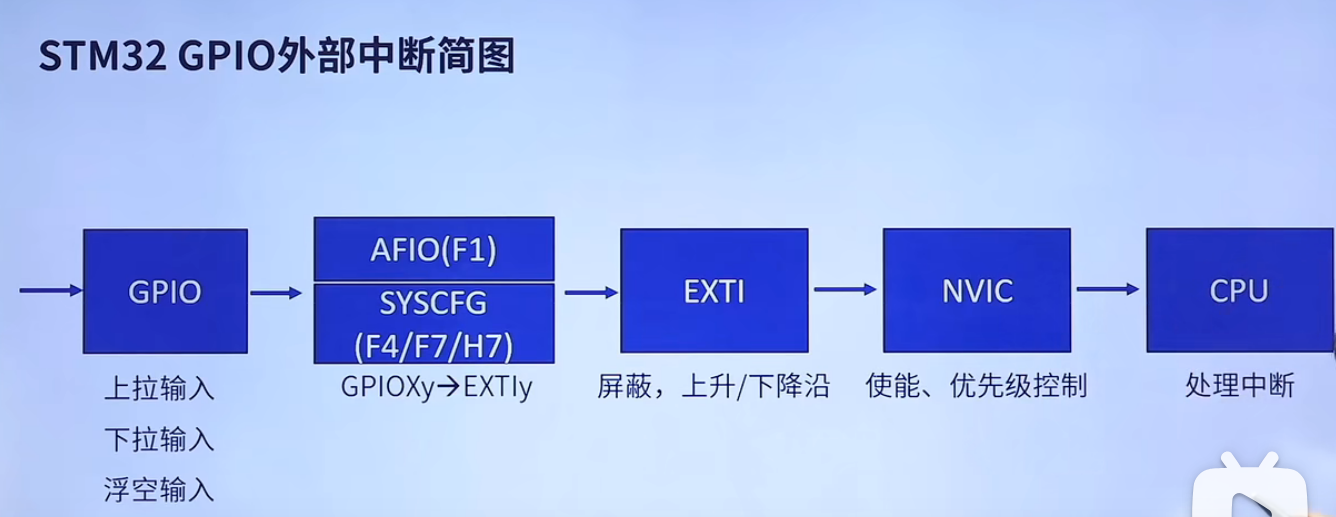 STM32 GPIO外部中断简图
GPIO
AFIO(F1)
SYSCFG
(F4/F7/H7)
EXTI
NVIC
CPU
上拉输入
下拉输入
浮空输入
GPIOXy→EXTIy
屏蔽，上升/下降沿
使能、优先级控制
处理中断